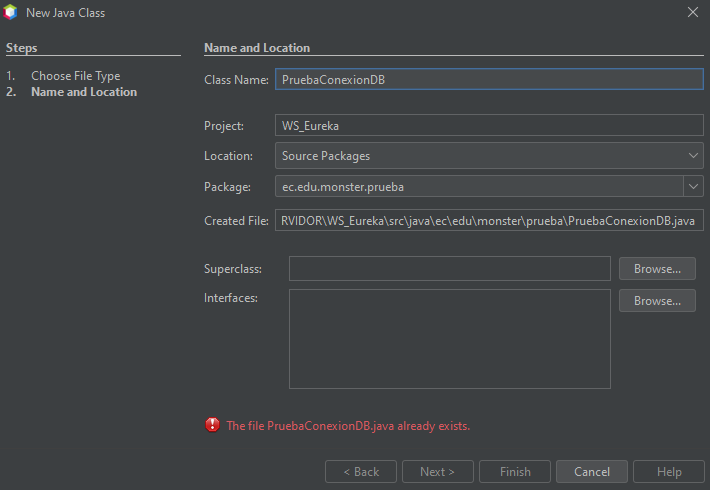 New Java Class
Steps
1. Choose File Type
2. Name and Location
Name and Location
Class Name: PruebaConexionDB
Project: WS_Eureka
Location: Source Packages
Package: ec.edu.monster.prueba
Created File: RVIDOR\WS_Eureka\src\java\ec\edu\monster\prueba\PruebaConexionDB.java
Superclass: Browse...
Interfaces: Browse...
The file PruebaConexionDB.java already exists.
< Back Next > Finish Cancel Help